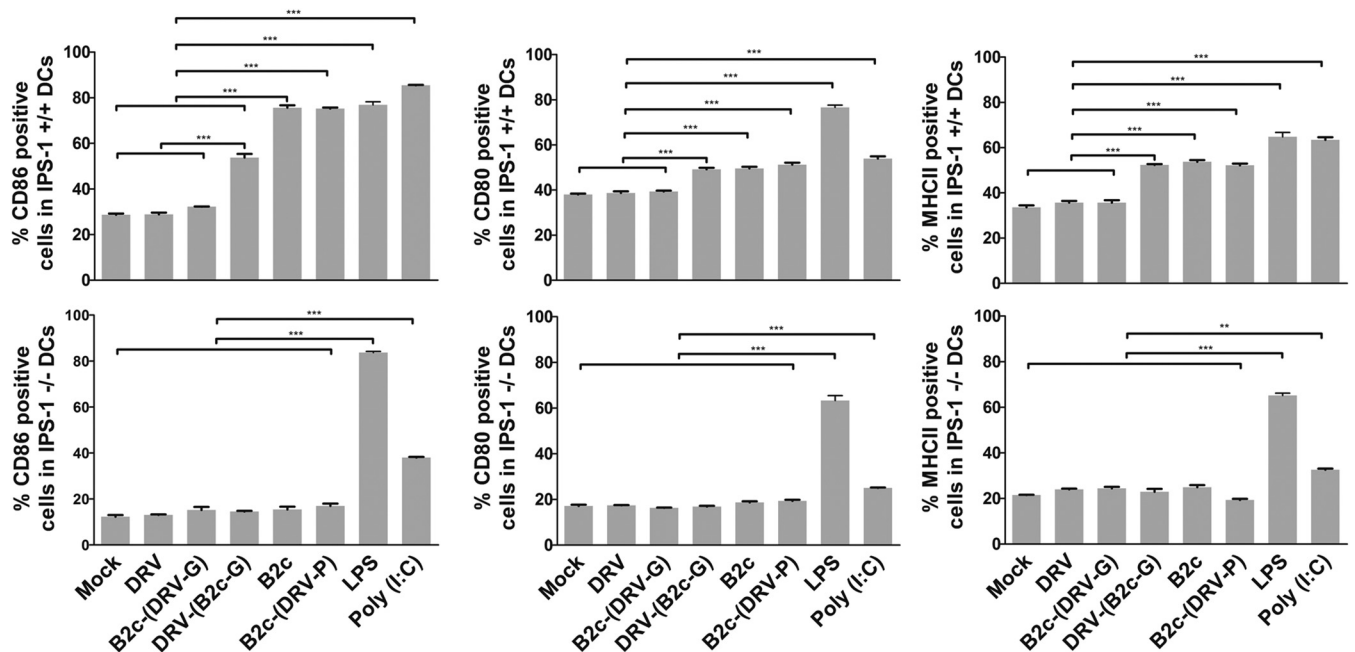 % CD86 positive
cells in IPS-1 +/+ DCs
100
80
60
40
20
0
***
***
***
***
***
% CD80 positive
cells in IPS-1 +/+ DCs
100
80
60
40
20
0
***
***
***
***
***
% MHCII positive
cells in IPS-1 +/+ DCs
100
80
60
40
20
0
***
***
***
***
***
***
% CD86 positive
cells in IPS-1 -/- DCs
100
80
60
40
20
0
***
***
Mock
DRV
B2c-(DRV-G)
DRV-(B2c-G)
B2c
B2c-(DRV-P)
LPS
Poly (I:C)
% CD80 positive
cells in IPS-1 -/- DCs
100
80
60
40
20
0
***
***
Mock
DRV
B2c-(DRV-G)
DRV-(B2c-G)
B2c
B2c-(DRV-P)
LPS
Poly (I:C)
% MHCII positive
cells in IPS-1 -/- DCs
100
80
60
40
20
0
**
***
Mock
DRV
B2c-(DRV-G)
DRV-(B2c-G)
B2c
B2c-(DRV-P)
LPS
Poly (I:C)